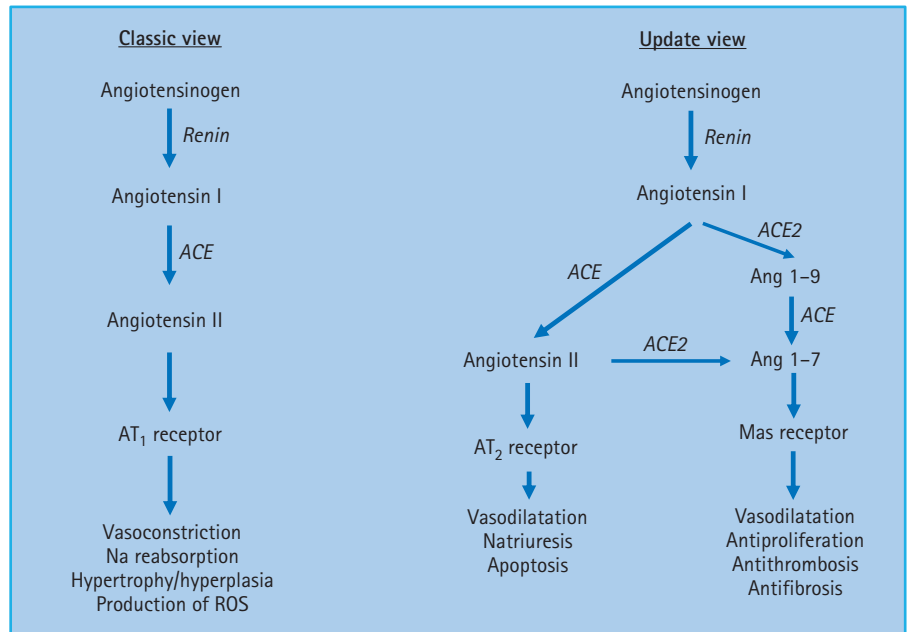 Classic view
Angiotensinogen
Renin
Angiotensin I
ACE
Angiotensin II
AT1 receptor
Vasoconstriction
Na reabsorption
Hypertrophy/hyperplasia
Production of ROS
Update view
Angiotensinogen
Renin
Angiotensin I
ACE2
ACE
Ang 1–9
ACE
Angiotensin II
ACE2
Ang 1–7
AT2 receptor
Mas receptor
Vasodilatation
Natriuresis
Apoptosis
Vasodilatation
Antiproliferation
Antithrombosis
Antifibrosis